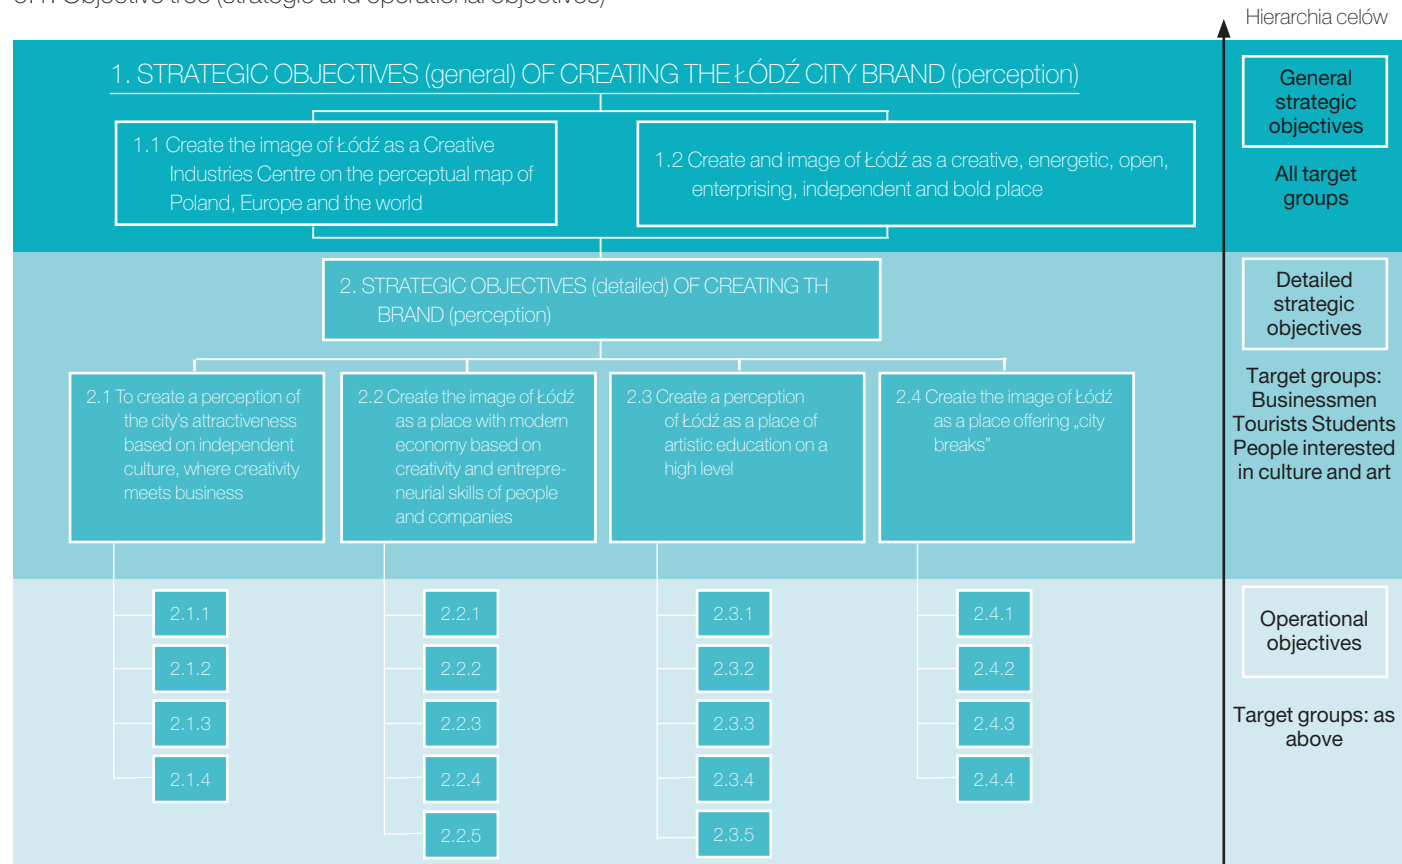 Hierarchia celów
1. STRATEGIC OBJECTIVES (general) OF CREATING THE ŁÓDŹ CITY BRAND (perception)
1.1 Create the image of Łódź as a Creative
Industries Centre on the perceptual map of
Poland, Europe and the world
1.2 Create and image of Łódź as a creative, energetic, open,
enterprising, independent and bold place
General
strategic
objectives
All target
groups
2. STRATEGIC OBJECTIVES (detailed) OF CREATING TH
BRAND (perception)
Detailed
strategic
objectives
2.1 To create a perception of
the city's attractiveness
based on independent
culture, where creativity
meets business
2.2 Create the image of Łódź
as a place with modern
economy based on
creativity and entrepre-
neurial skills of people
and companies
2.3 Create a perception
of Łódź as a place of
artistic education on a
high level
2.4 Create the image of Łódź
as a place offering „city
breaks"
Target groups:
Businessmen
Tourists Students
People interested
in culture and art
2.1.1
2.1.2
2.1.3
2.1.4
2.2.1
2.2.2
2.2.3
2.2.4
2.2.5
2.3.1
2.3.2
2.3.3
2.3.4
2.3.5
2.4.1
2.4.2
2.4.3
2.4.4
Operational
objectives
Target groups: as
above